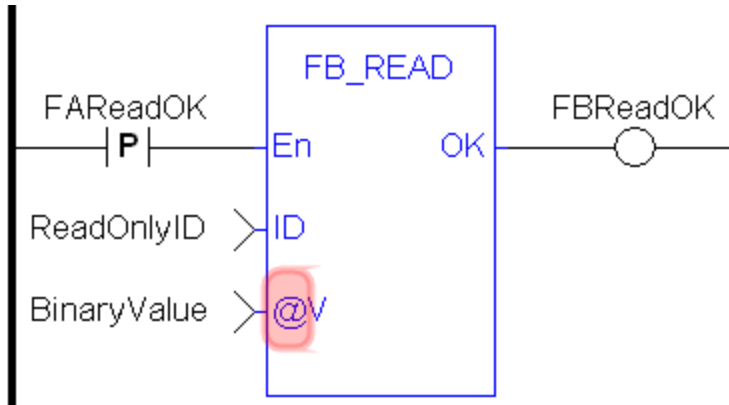 FB_READ
FAReadOK
FBReadOK
P
En
OK
ReadOnlyID
ID
BinaryValue
@V